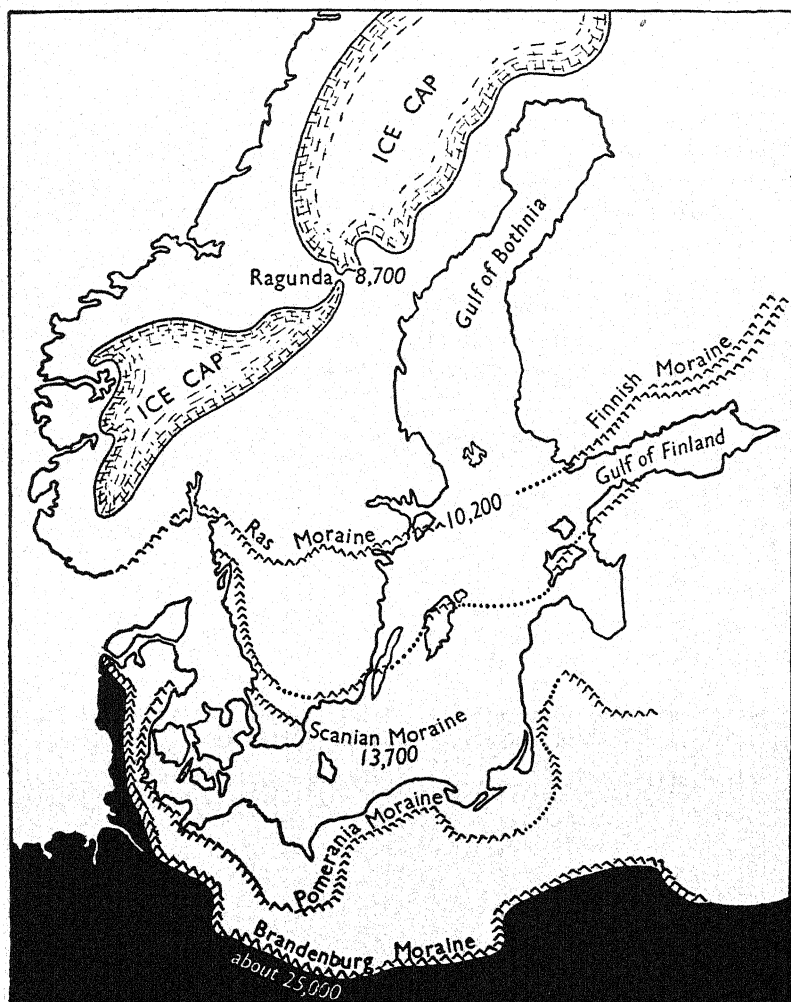 ICE CAP
Ragunda 8,700
Gulf of Bothnia
ICE CAP
Finnish Moraine
Gulf of Finland
10,200
Ras Moraine
Scanian Moraine
13,700
Pomerania Moraine
Brandenburg Moraine
about 25,000